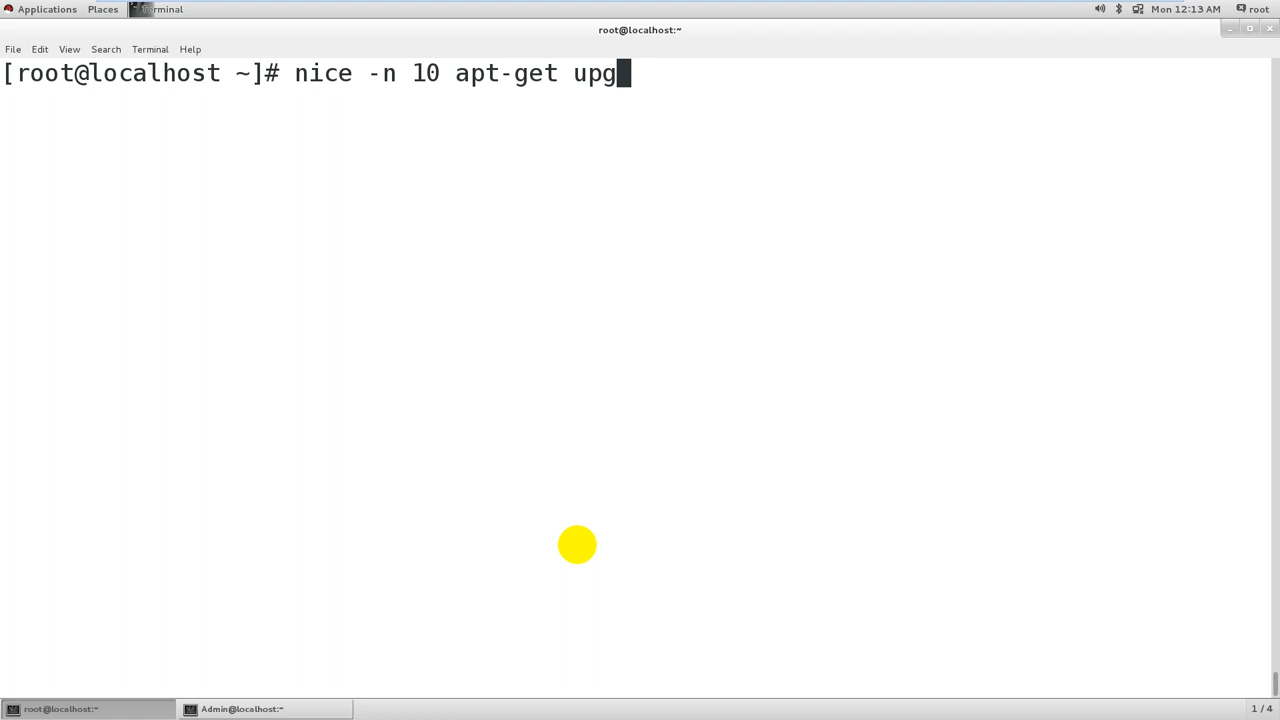 Applications Places Terminal Mon 12:13 AM root
root@localhost:~
File Edit View Search Terminal Help
[root@localhost ~]# nice -n 10 apt-get upg
root@localhost:~ Admin@localhost:~ 1 / 4